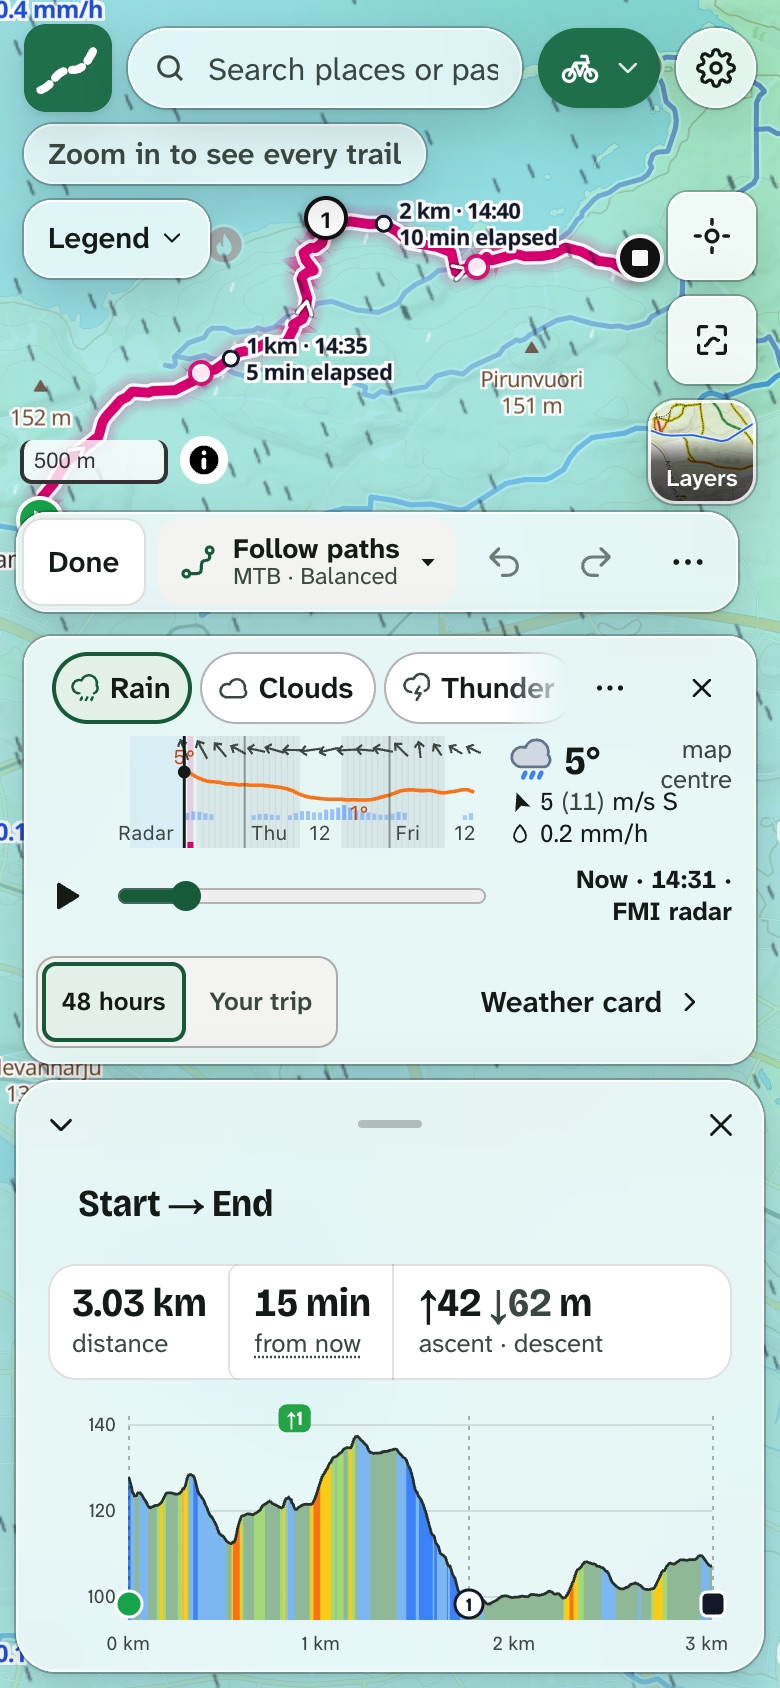 0.4 mm/h
Search places or pas
Zoom in to see every trail
Legend
1
2 km · 14:40
10 min elapsed
1 km · 14:35
5 min elapsed
Pirunvuori
151 m
152 m
500 m
Layers
Done
Follow paths
MTB · Balanced
Rain
Clouds
Thunder
5°
1°
Radar
Thu
12
Fri
12
5°
map centre
5 (11) m/s S
0.2 mm/h
Now · 14:31 ·
FMI radar
48 hours
Your trip
Weather card
levanharju
Start → End
3.03 km
distance
15 min
from now
↑42 ↓62 m
ascent · descent
↑1
140
120
100
1
0 km
1 km
2 km
3 km